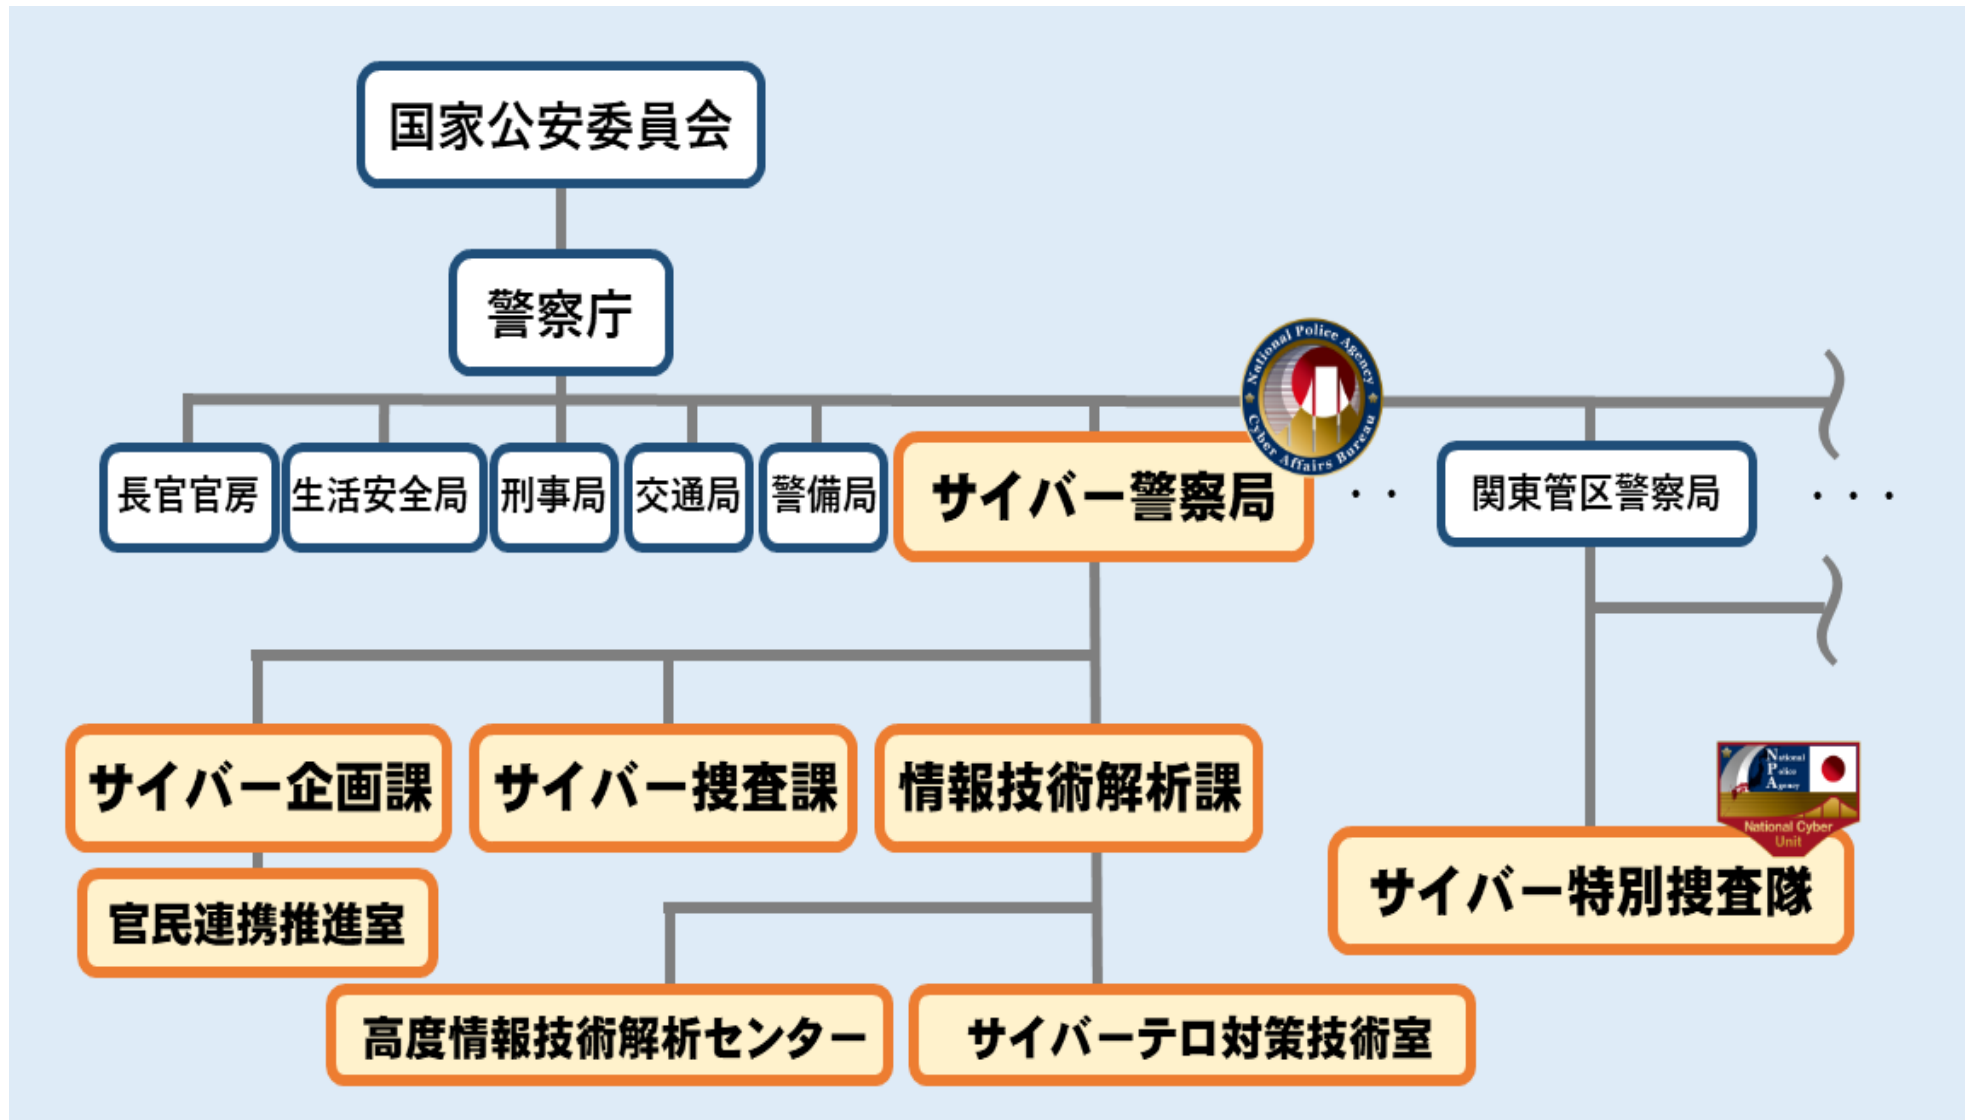 国家公安委員会
警察庁
National Police Agency
Cyber Affairs Bureau
長官官房
生活安全局
刑事局
交通局
警備局
サイバー警察局
・・
関東管区警察局
・・・
サイバー企画課
サイバー捜査課
情報技術解析課
National
Police
Agency
National Cyber
Unit
サイバー特別捜査隊
官民連携推進室
高度情報技術解析センター
サイバーテロ対策技術室